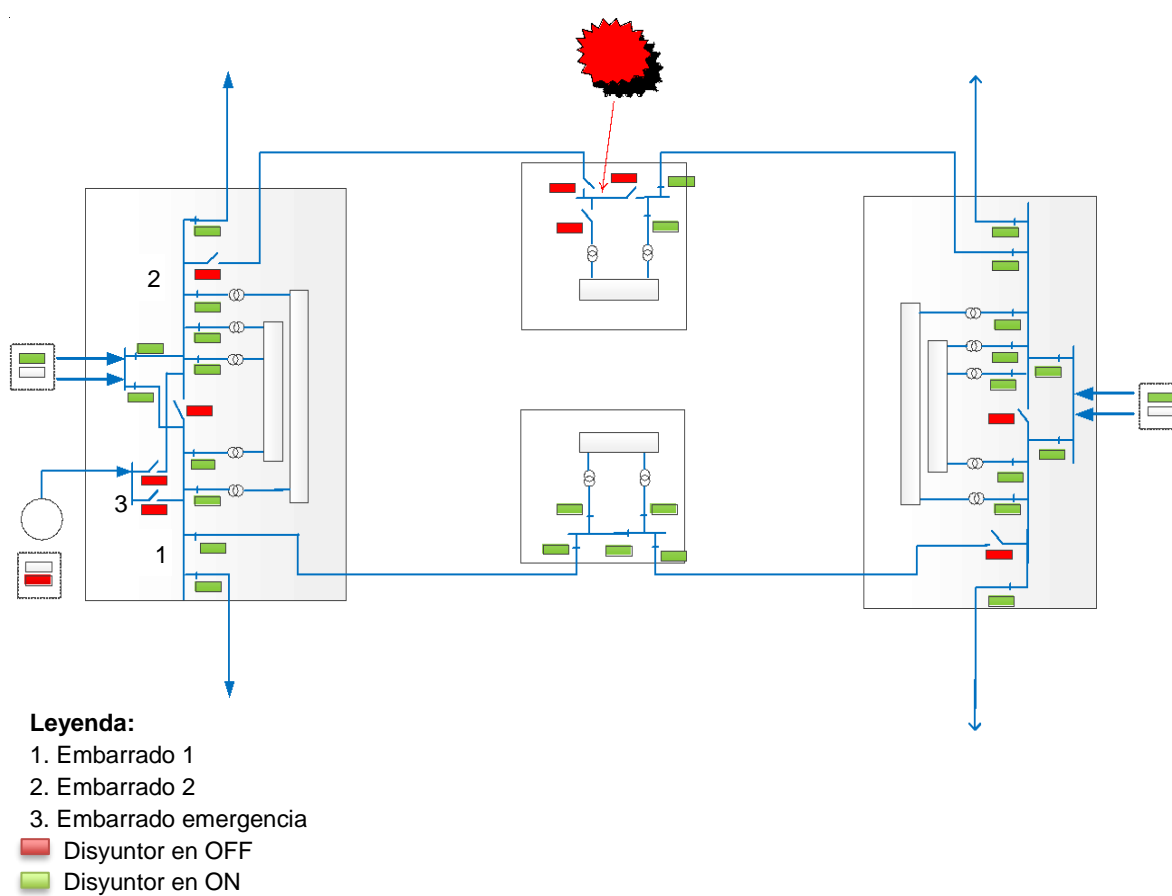 2
3
1
Leyenda:
1. Embarrado 1
2. Embarrado 2
3. Embarrado emergencia
Disyuntor en OFF
Disyuntor en ON